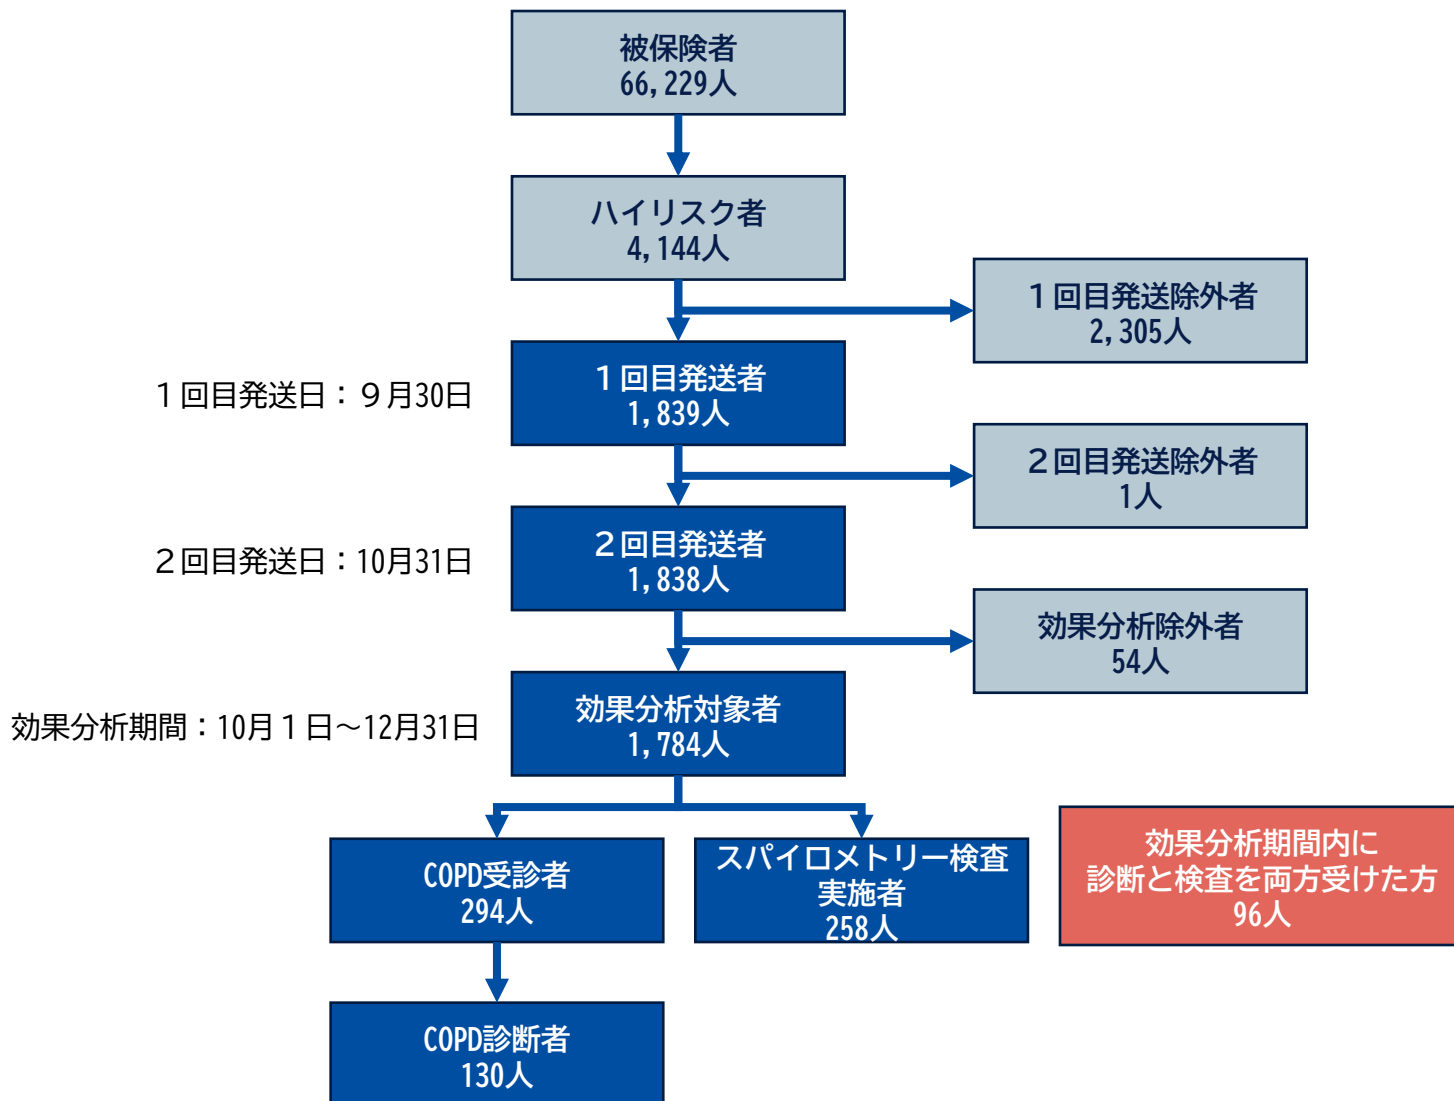 被保険者
66,229人
ハイリスク者
4,144人
１回目発送除外者
2,305人
１回目発送者
1,839人
１回目発送日：９月30日
２回目発送除外者
1人
２回目発送者
1,838人
２回目発送日：10月31日
効果分析除外者
54人
効果分析対象者
1,784人
効果分析期間：10月１日～12月31日
COPD受診者
294人
スパイロメトリー検査
実施者
258人
効果分析期間内に
診断と検査を両方受けた方
96人
COPD診断者
130人